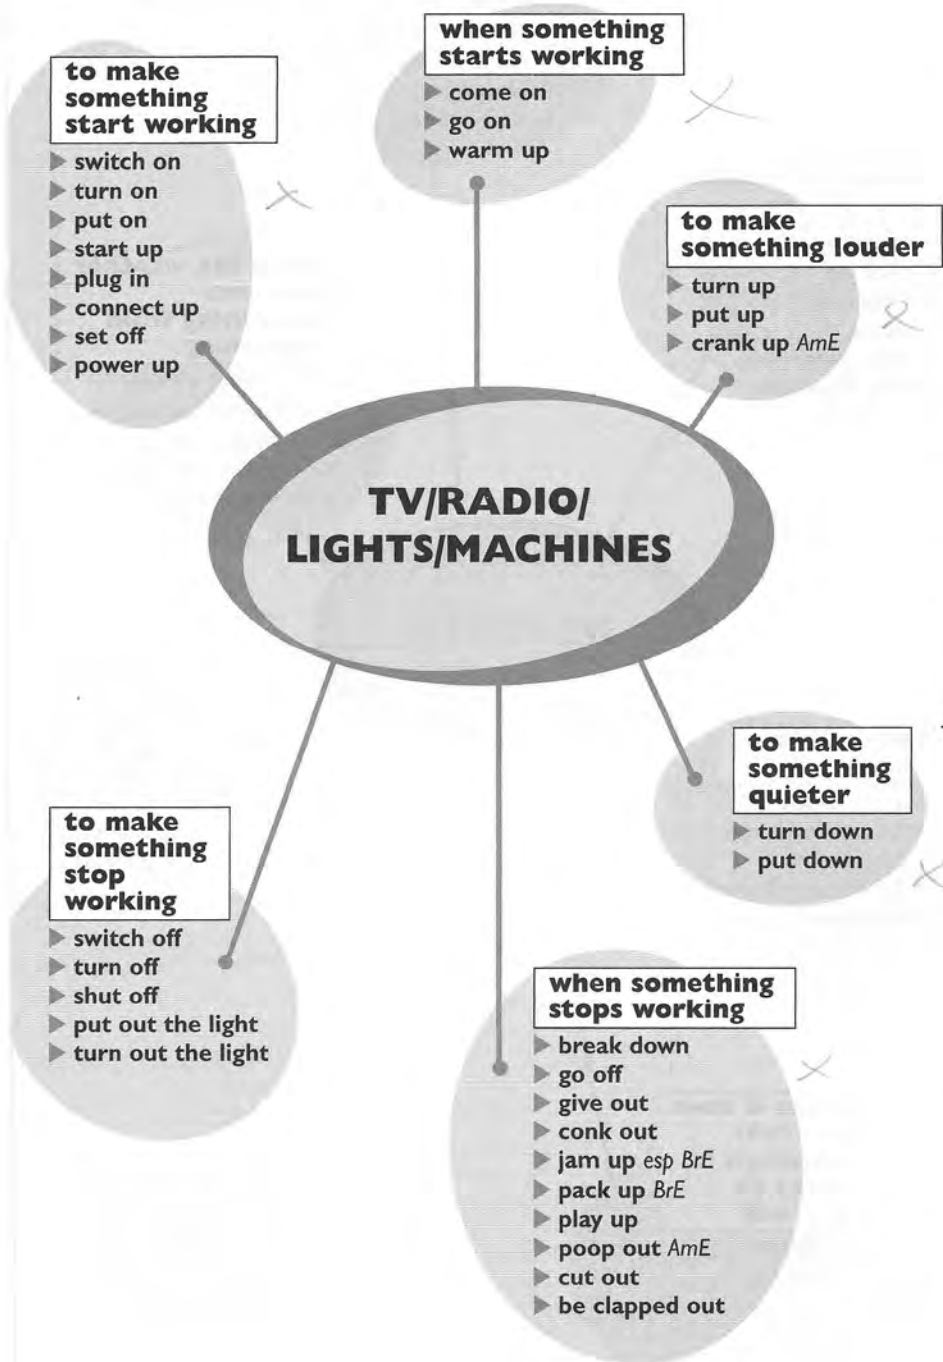 when something
starts working
▶ come on
▶ go on
▶ warm up
to make
something
start working
▶ switch on
▶ turn on
▶ put on
▶ start up
▶ plug in
▶ connect up
▶ set off
▶ power up
to make
something louder
▶ turn up
▶ put up
▶ crank up AmE
TV/RADIO/
LIGHTS/MACHINES
to make
something
quieter
▶ turn down
▶ put down
to make
something
stop
working
▶ switch off
▶ turn off
▶ shut off
▶ put out the light
▶ turn out the light
when something
stops working
▶ break down
▶ go off
▶ give out
▶ conk out
▶ jam up esp BrE
▶ pack up BrE
▶ play up
▶ poop out AmE
▶ cut out
▶ be clapped out